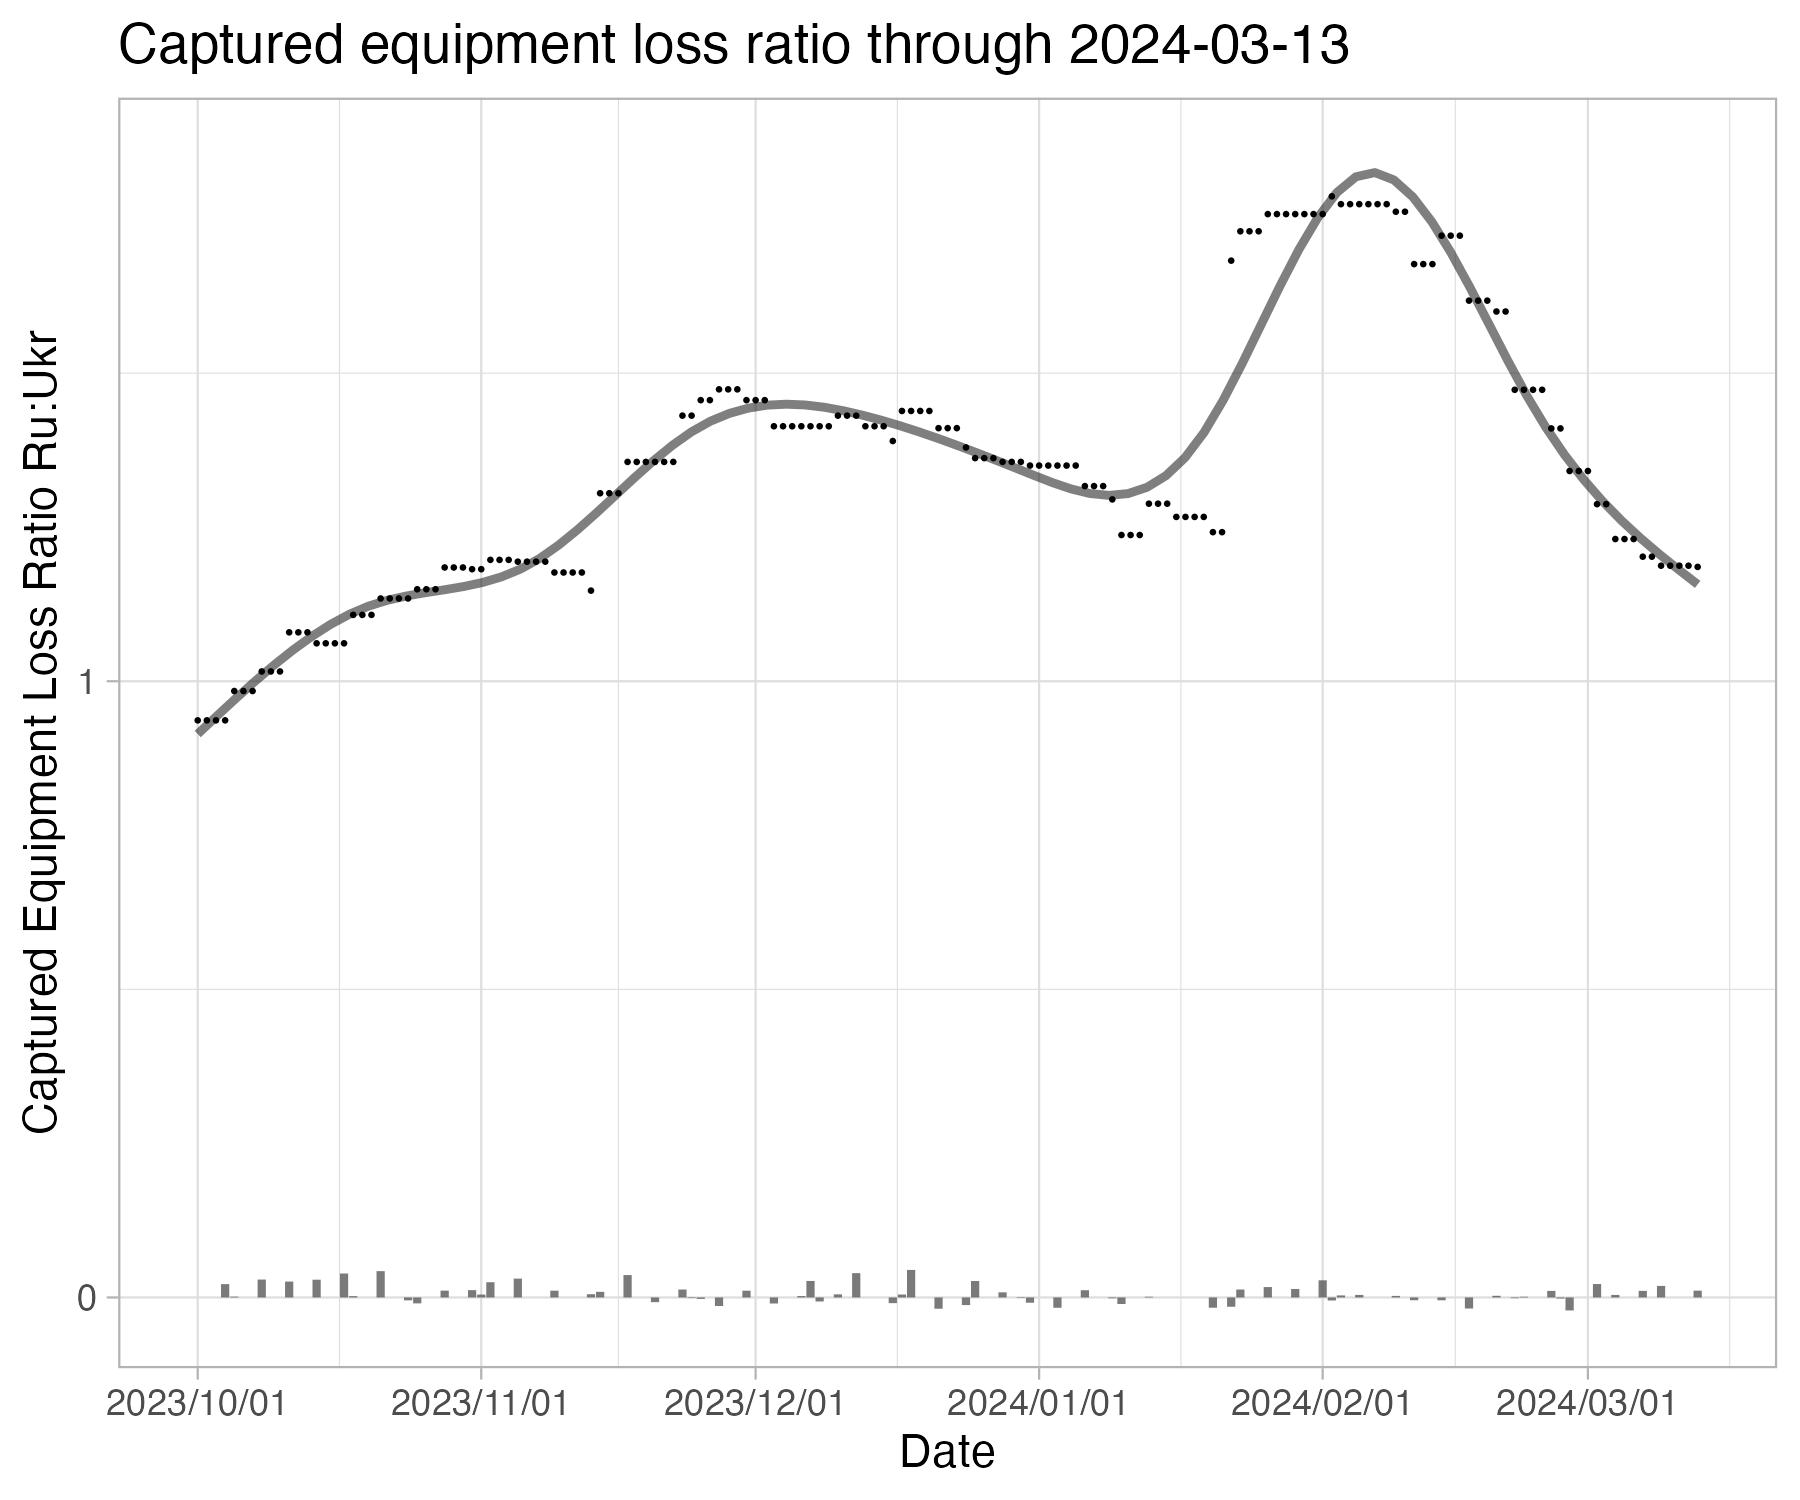 Captured equipment loss ratio through 2024-03-13
Captured Equipment Loss Ratio Ru:Ukr
1
0
2023/10/01
2023/11/01
2023/12/01
2024/01/01
2024/02/01
2024/03/01
Date